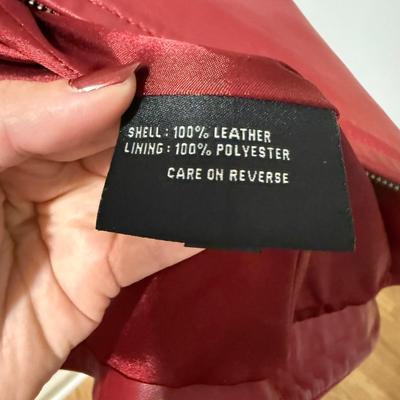 SHELL: 100% LEATHER
LINING: 100% POLYESTER
CARE ON REVERSE